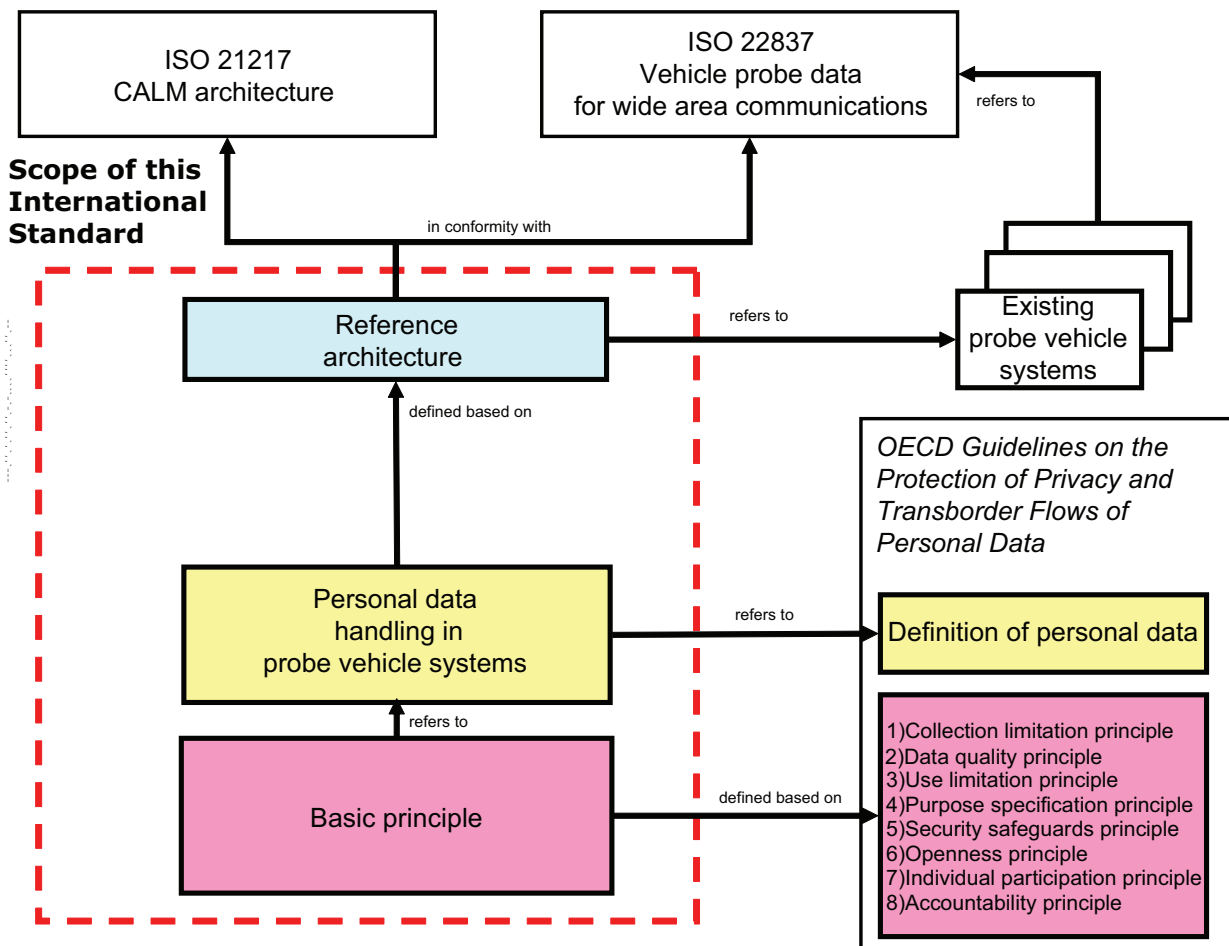 ISO 21217
CALM architecture
ISO 22837
Vehicle probe data
for wide area communications
refers to
Scope of this
International
Standard
in conformity with
Reference
architecture
refers to
Existing
probe vehicle
systems
defined based on
OECD Guidelines on the
Protection of Privacy and
Transborder Flows of
Personal Data
Personal data
handling in
probe vehicle systems
refers to
Definition of personal data
refers to
Basic principle
defined based on
1)Collection limitation principle
2)Data quality principle
3)Use limitation principle
4)Purpose specification principle
5)Security safeguards principle
6)Openness principle
7)Individual participation principle
8)Accountability principle